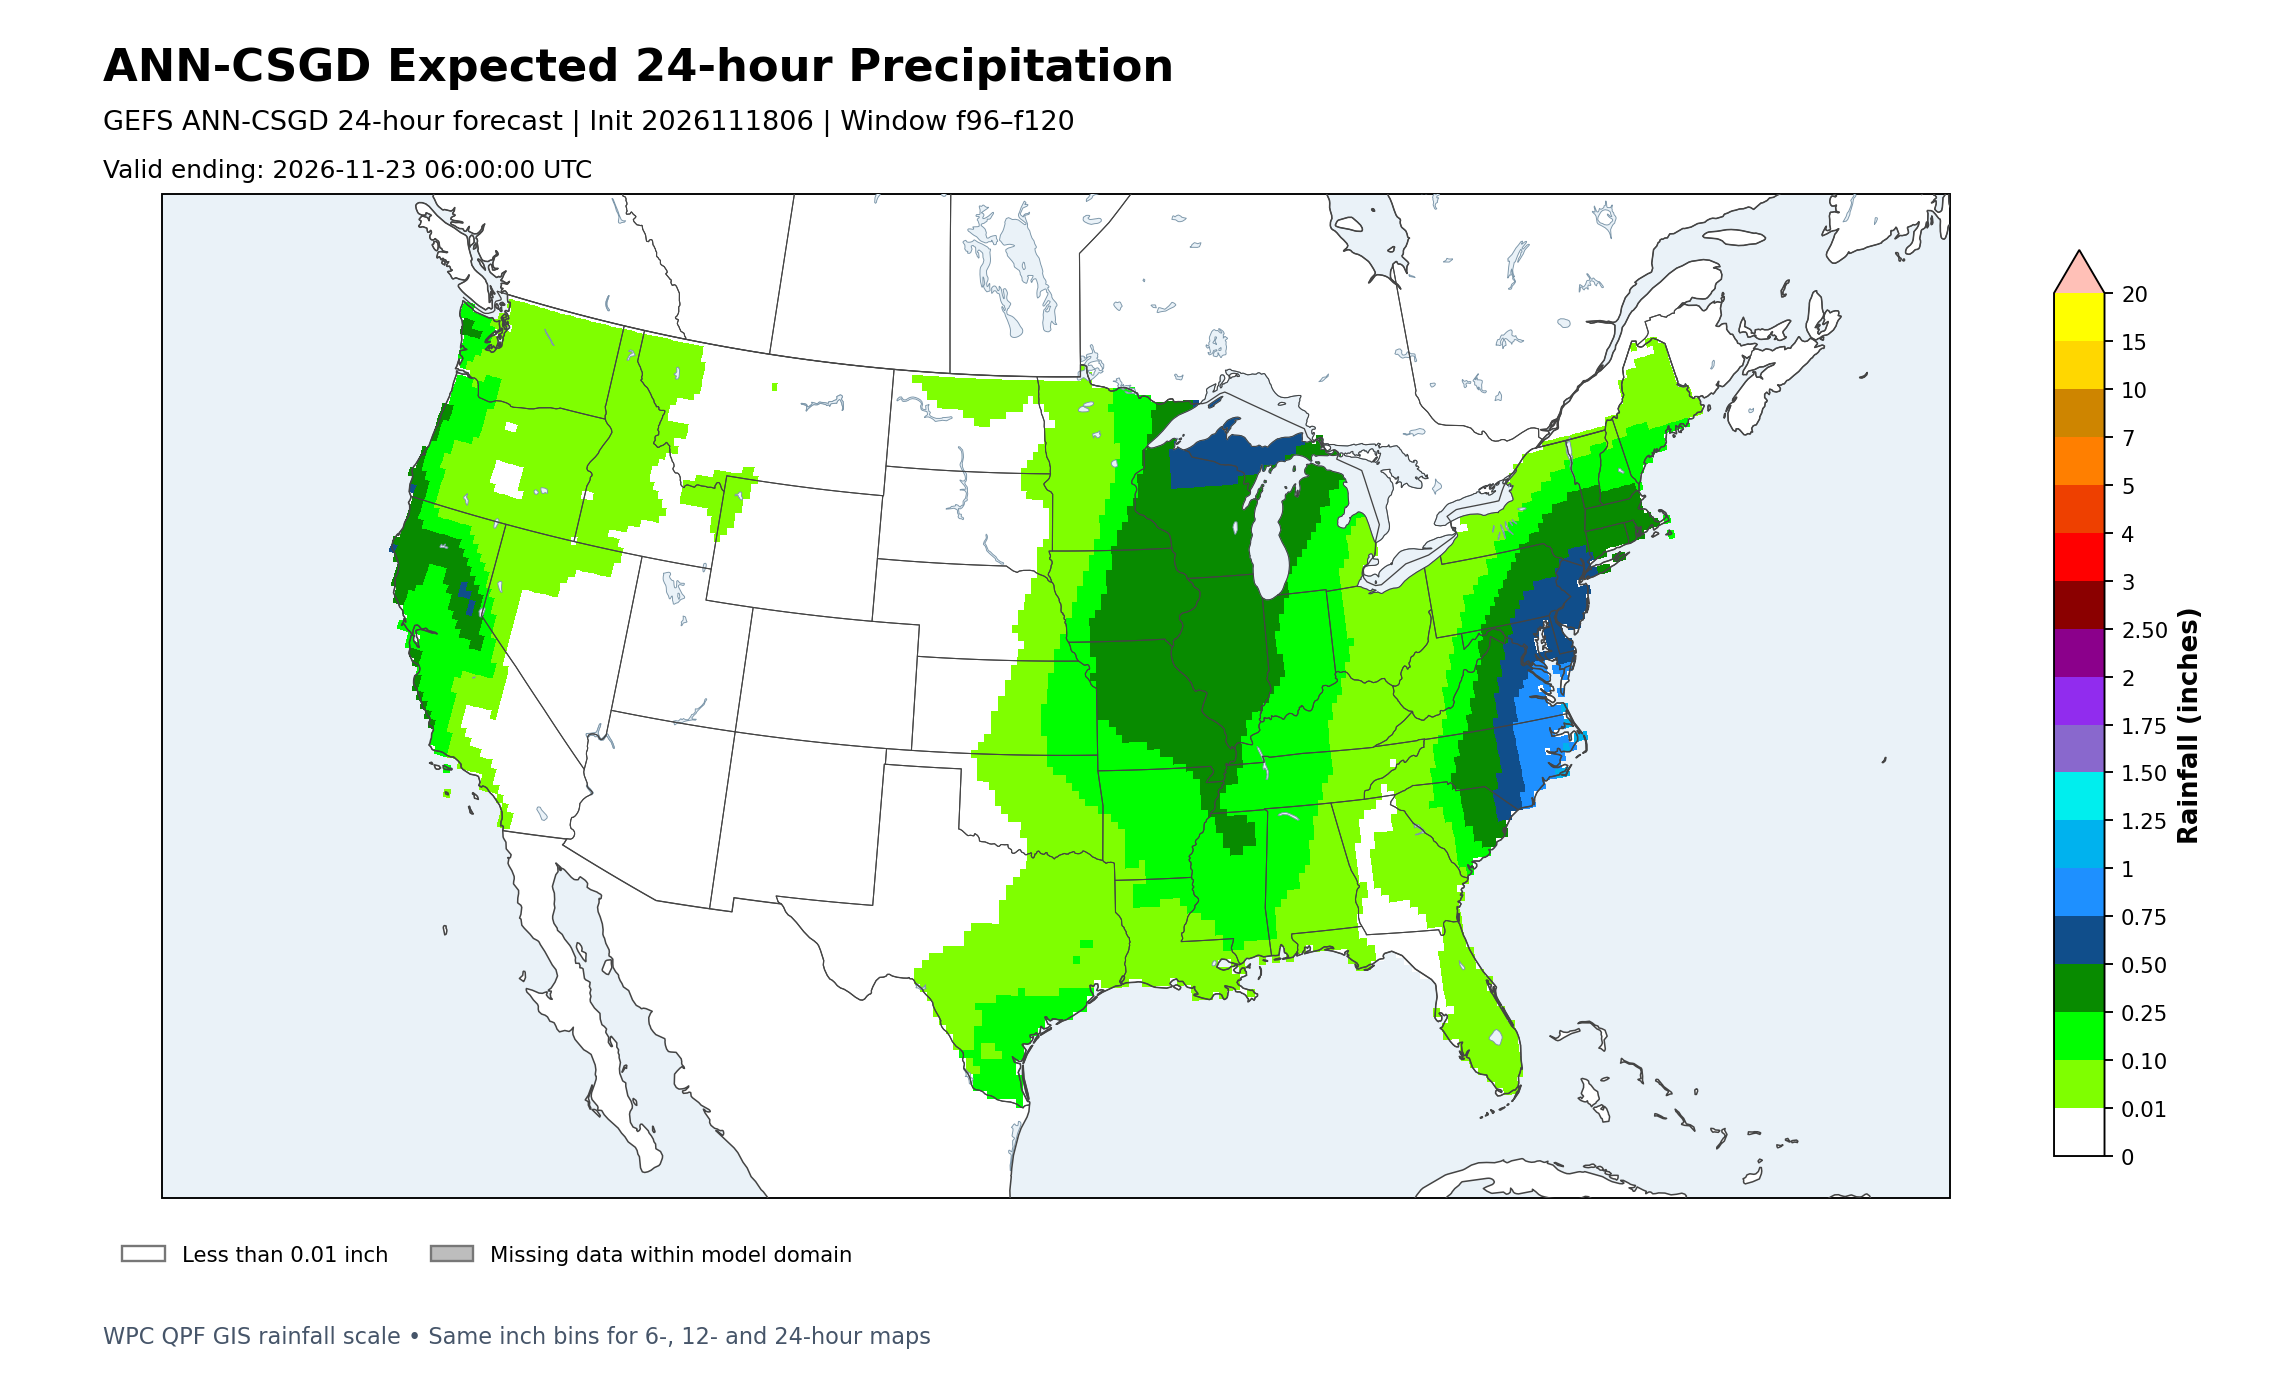 ANN-CSGD Expected 24-hour Precipitation
GEFS ANN-CSGD 24-hour forecast | Init 2026111806 | Window f96–f120
Valid ending: 2026-11-23 06:00:00 UTC
20
15
10
7
5
4
3
2.50
2
1.75
1.50
1.25
1
0.75
0.50
0.25
0.10
0.01
0
Rainfall (inches)
Less than 0.01 inch
Missing data within model domain
WPC QPF GIS rainfall scale • Same inch bins for 6-, 12- and 24-hour maps